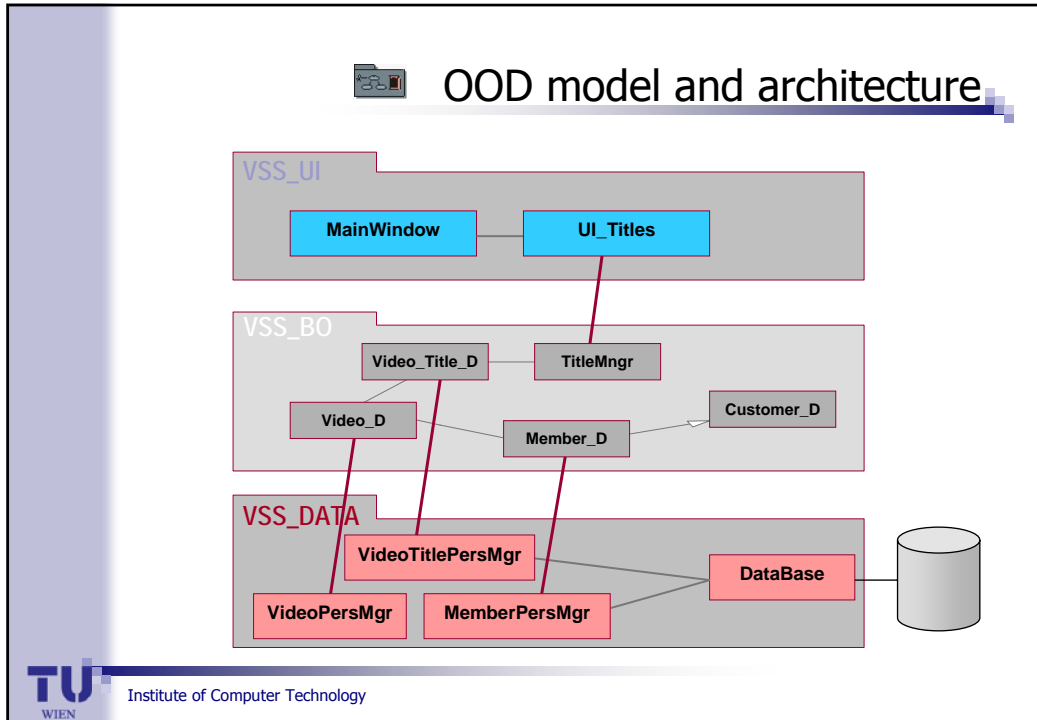 OOD model and architecture
VSS_UI
MainWindow
UI_Titles
VSS_BO
Video_Title_D
TitleMngr
Customer_D
Video_D
Member_D
VSS_DATA
VideoTitlePersMgr
DataBase
VideoPersMgr
MemberPersMgr
TU
WIEN
Institute of Computer Technology